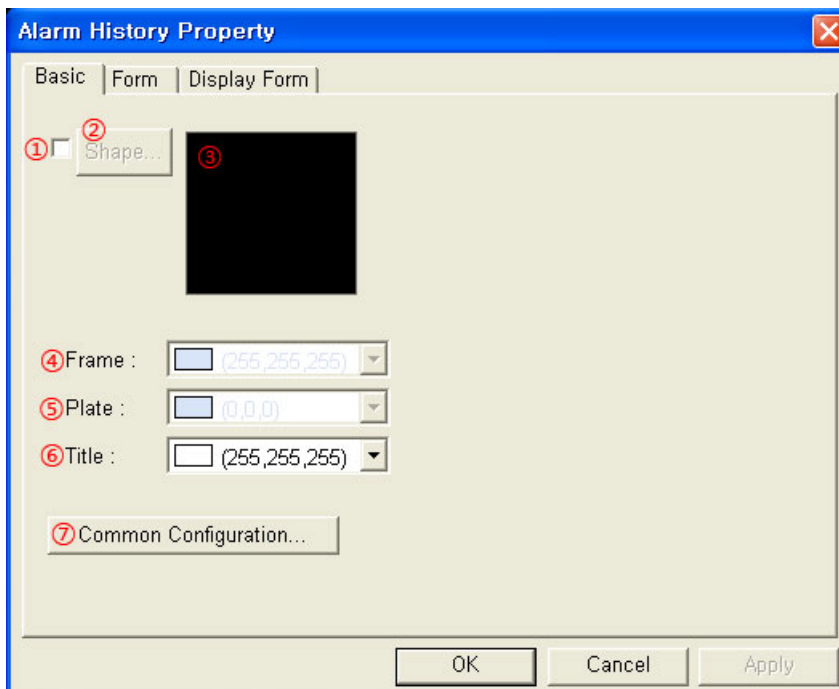 Alarm History Property
Basic Form Display Form
① ② Shape...
③
④Frame : (255,255,255)
⑤Plate : (0,0,0)
⑥Title : (255,255,255)
⑦Common Configuration...
OK Cancel Apply